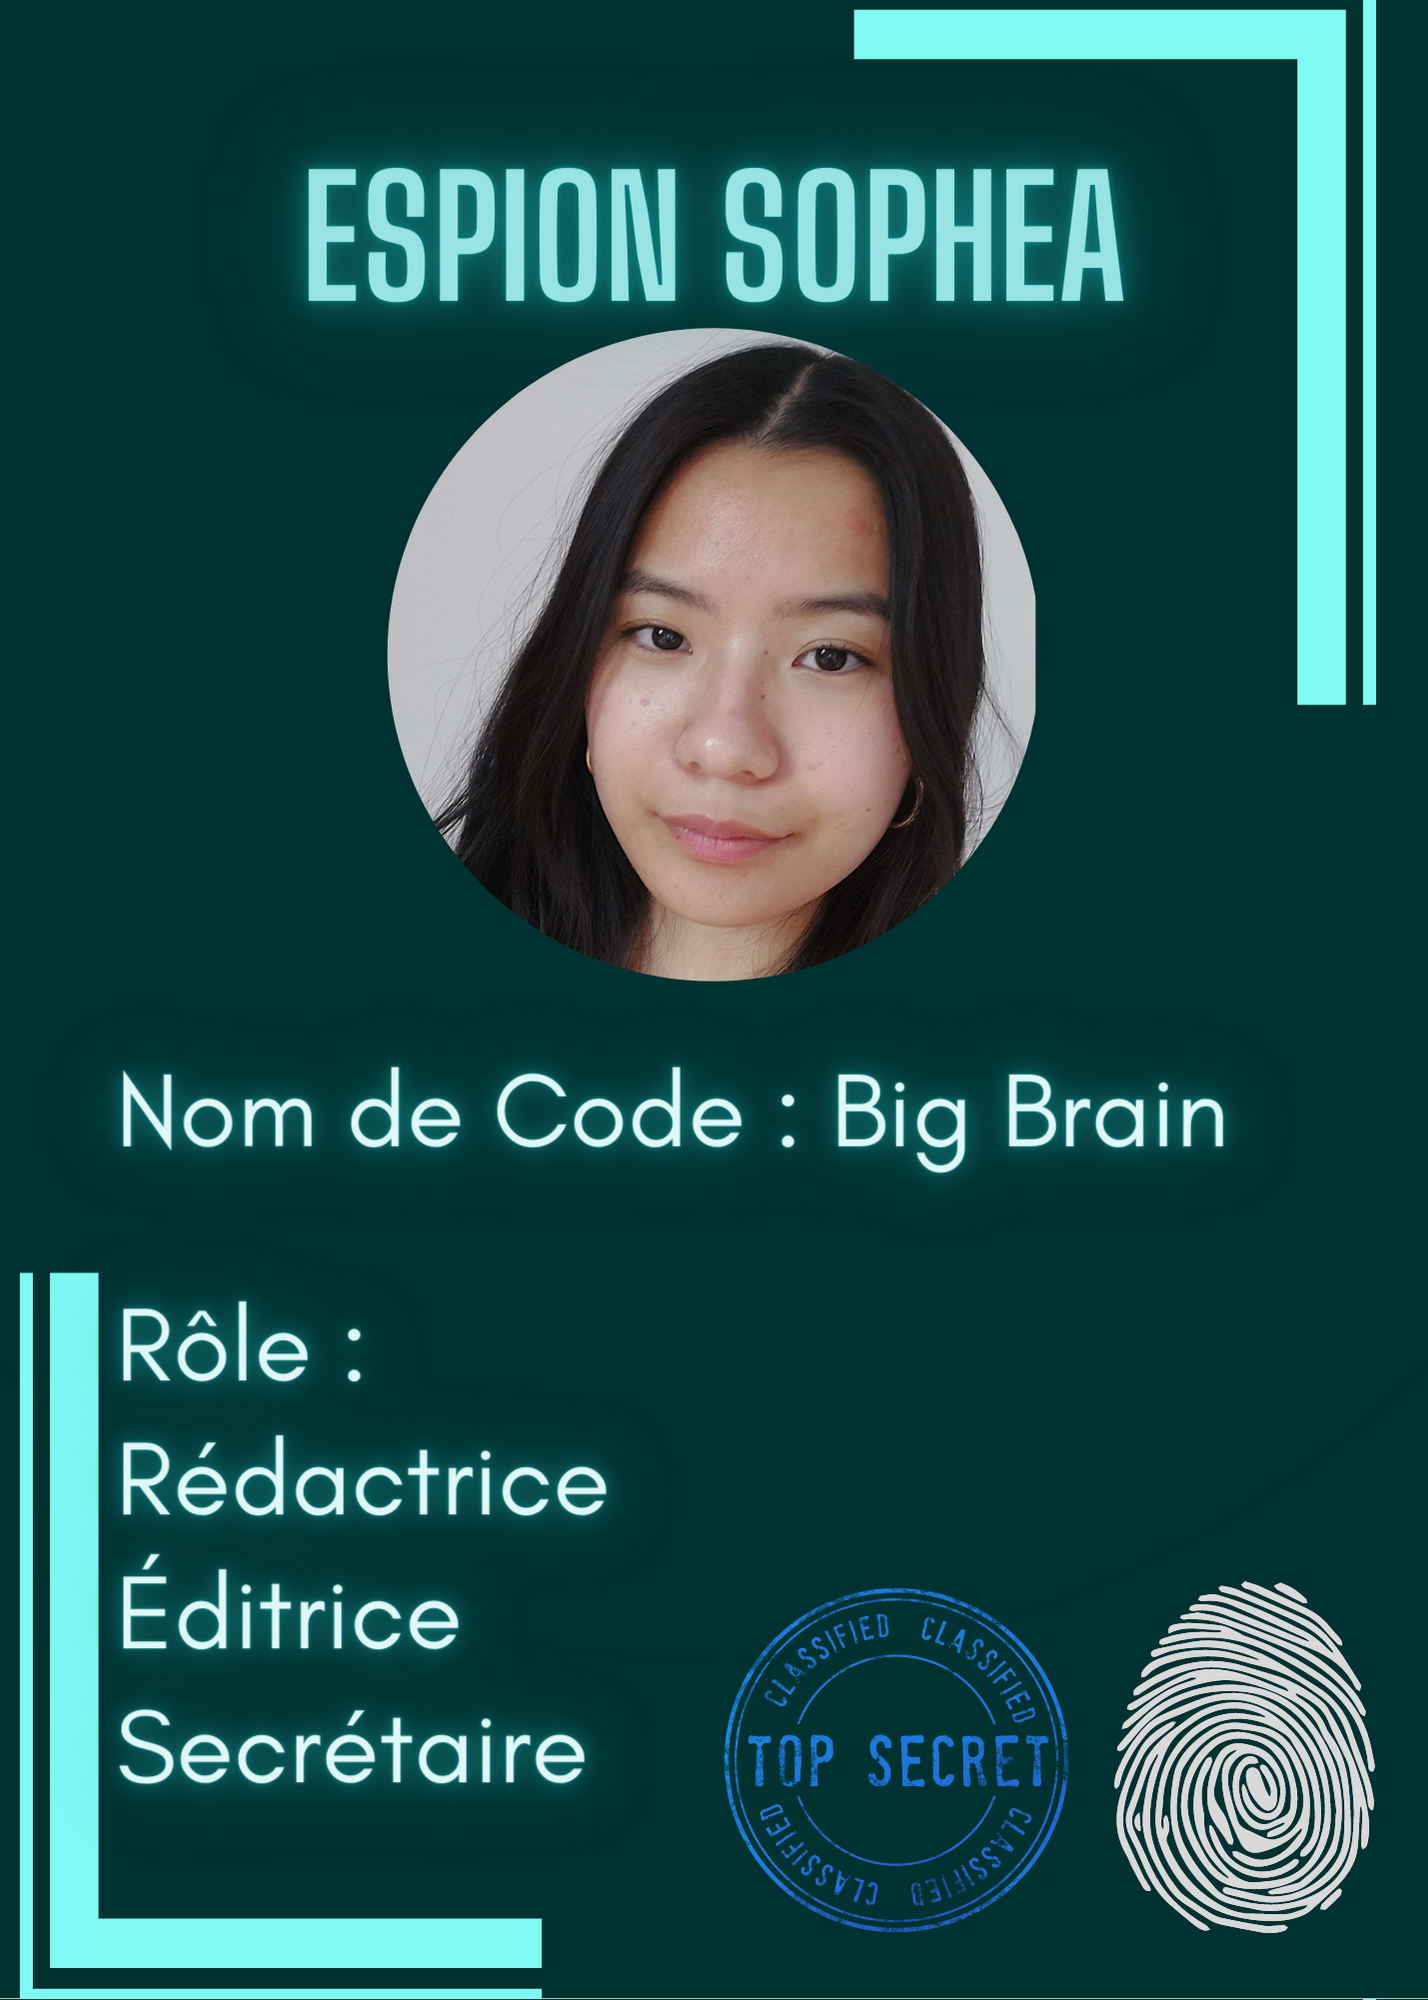 ESPION SOPHEA
Nom de Code : Big Brain
Rôle :
Rédactrice
Éditrice
Secrétaire
CLASSIFIED CLASSIFIED
TOP SECRET
CLASSIFIED CLASSIFIED